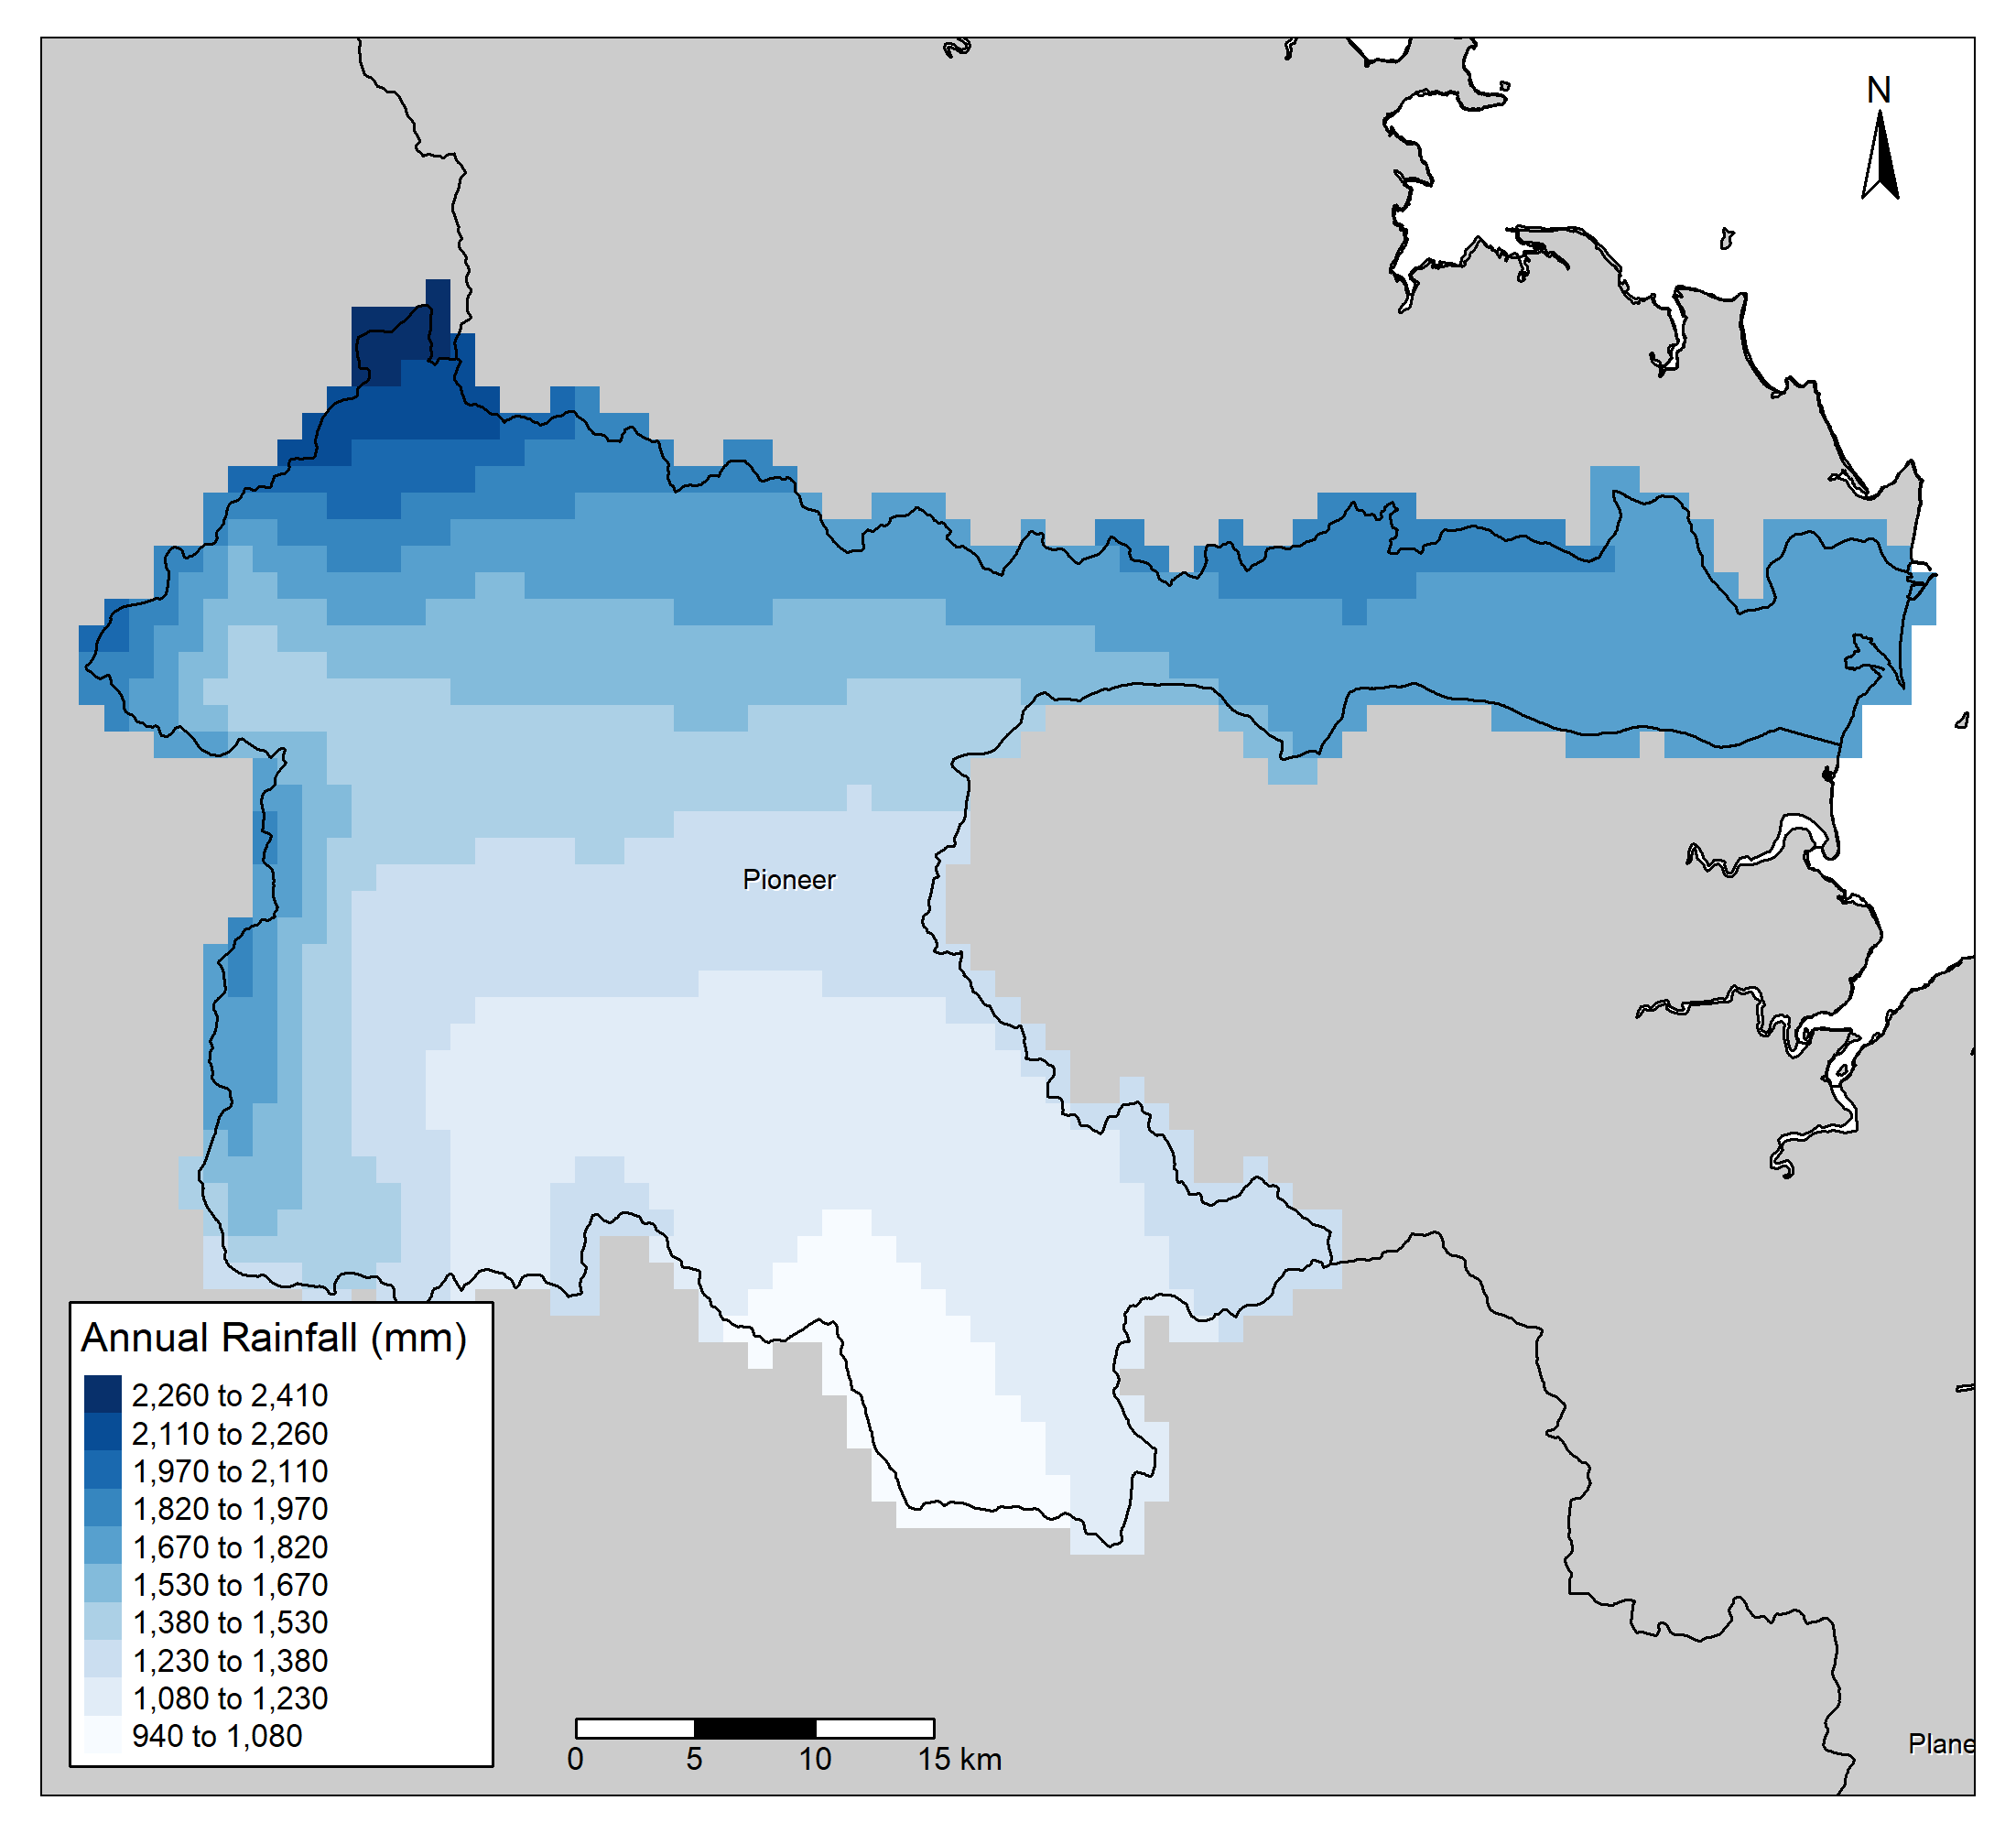 N
Pioneer
Annual Rainfall (mm)
2,260 to 2,410
2,110 to 2,260
1,970 to 2,110
1,820 to 1,970
1,670 to 1,820
1,530 to 1,670
1,380 to 1,530
1,230 to 1,380
1,080 to 1,230
940 to 1,080
0 5 10 15 km
Plane